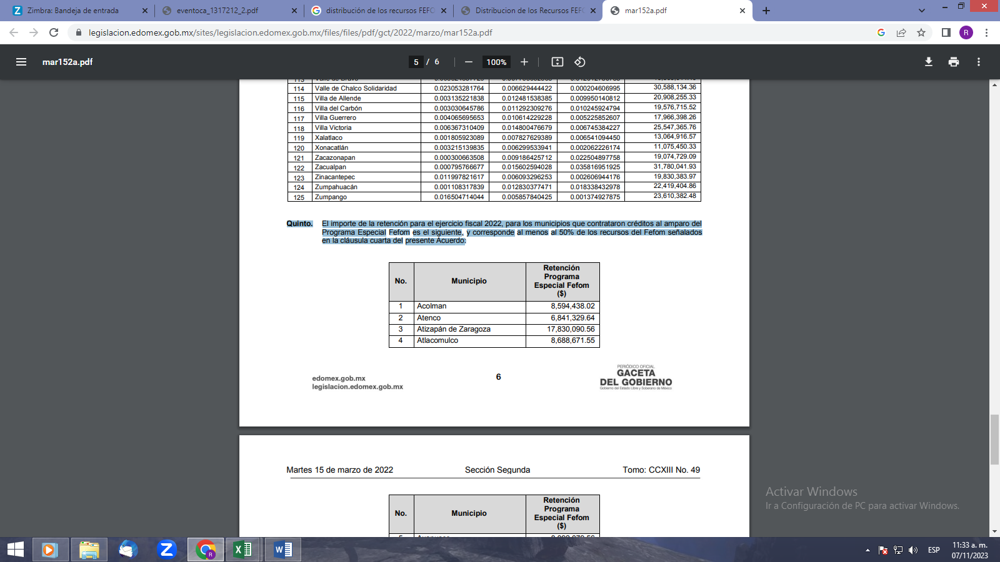 Zimbra: Bandeja de entrada
eventoca_1317212_2.pdf
distribución de los recursos FEFO
Distribucion de los Recursos FEFO
mar152a.pdf
legislacion.edomex.gob.mx/sites/legislacion.edomex.gob.mx/files/files/pdf/gct/2022/marzo/mar152a.pdf
R
mar152a.pdf
5 / 6
100%
114 Valle de Chalco Solidaridad 0.023053281764 0.006629444422 0.000204606995 30,588,134.36
115 Villa de Allende 0.003135221838 0.012481538385 0.009950140812 20,908,255.33
116 Villa del Carbón 0.003030645786 0.011292309276 0.010245924794 19,576,715.52
117 Villa Guerrero 0.004065695653 0.010614229228 0.005225852607 17,966,398.26
118 Villa Victoria 0.006367310409 0.014800476679 0.006745384227 25,547,365.76
119 Xalatlaco 0.001805923089 0.007827629389 0.006541094450 13,064,916.57
120 Xonacatlán 0.003215139835 0.006299533941 0.002062226174 11,075,450.33
121 Zacazonapan 0.000300663508 0.009186425712 0.022504897758 19,074,729.09
122 Zacualpan 0.000795766677 0.015602594028 0.035816951925 31,780,041.93
123 Zinacantepec 0.011997821617 0.006093296253 0.002606944176 19,830,383.97
124 Zumpahuacán 0.001108317839 0.012830377471 0.018338432978 22,419,404.86
125 Zumpango 0.016504714044 0.005857840425 0.001374927875 23,610,382.48
Quinto. El importe de la retención para el ejercicio fiscal 2022, para los municipios que contrataron créditos al amparo del
Programa Especial Fefom es el siguiente, y corresponde al menos al 50% de los recursos del Fefom señalados
en la cláusula cuarta del presente Acuerdo:
No. Municipio Retención
Programa
Especial Fefom
($)
1 Acolman 8,594,438.02
2 Atenco 6,841,329.64
3 Atizapán de Zaragoza 17,830,090.56
4 Atlacomulco 8,688,671.55
edomex.gob.mx
legislacion.edomex.gob.mx
6
PERIÓDICO OFICIAL
GACETA
DEL GOBIERNO
Gobierno del Estado Libre y Soberano de México
Martes 15 de marzo de 2022 Sección Segunda Tomo: CCXIII No. 49
No. Municipio Retención
Programa
Especial Fefom
($)
Activar Windows
Ir a Configuración de PC para activar Windows.
ESP
11:33 a. m.
07/11/2023